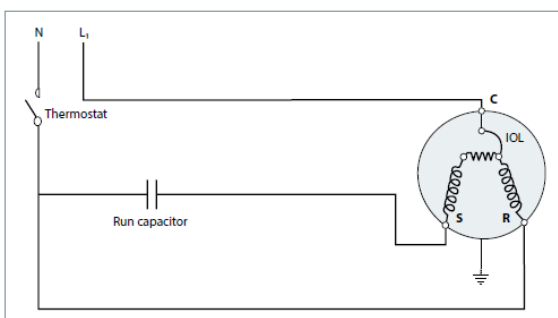 N L₁
C
Thermostat
IOL
Run capacitor
S R